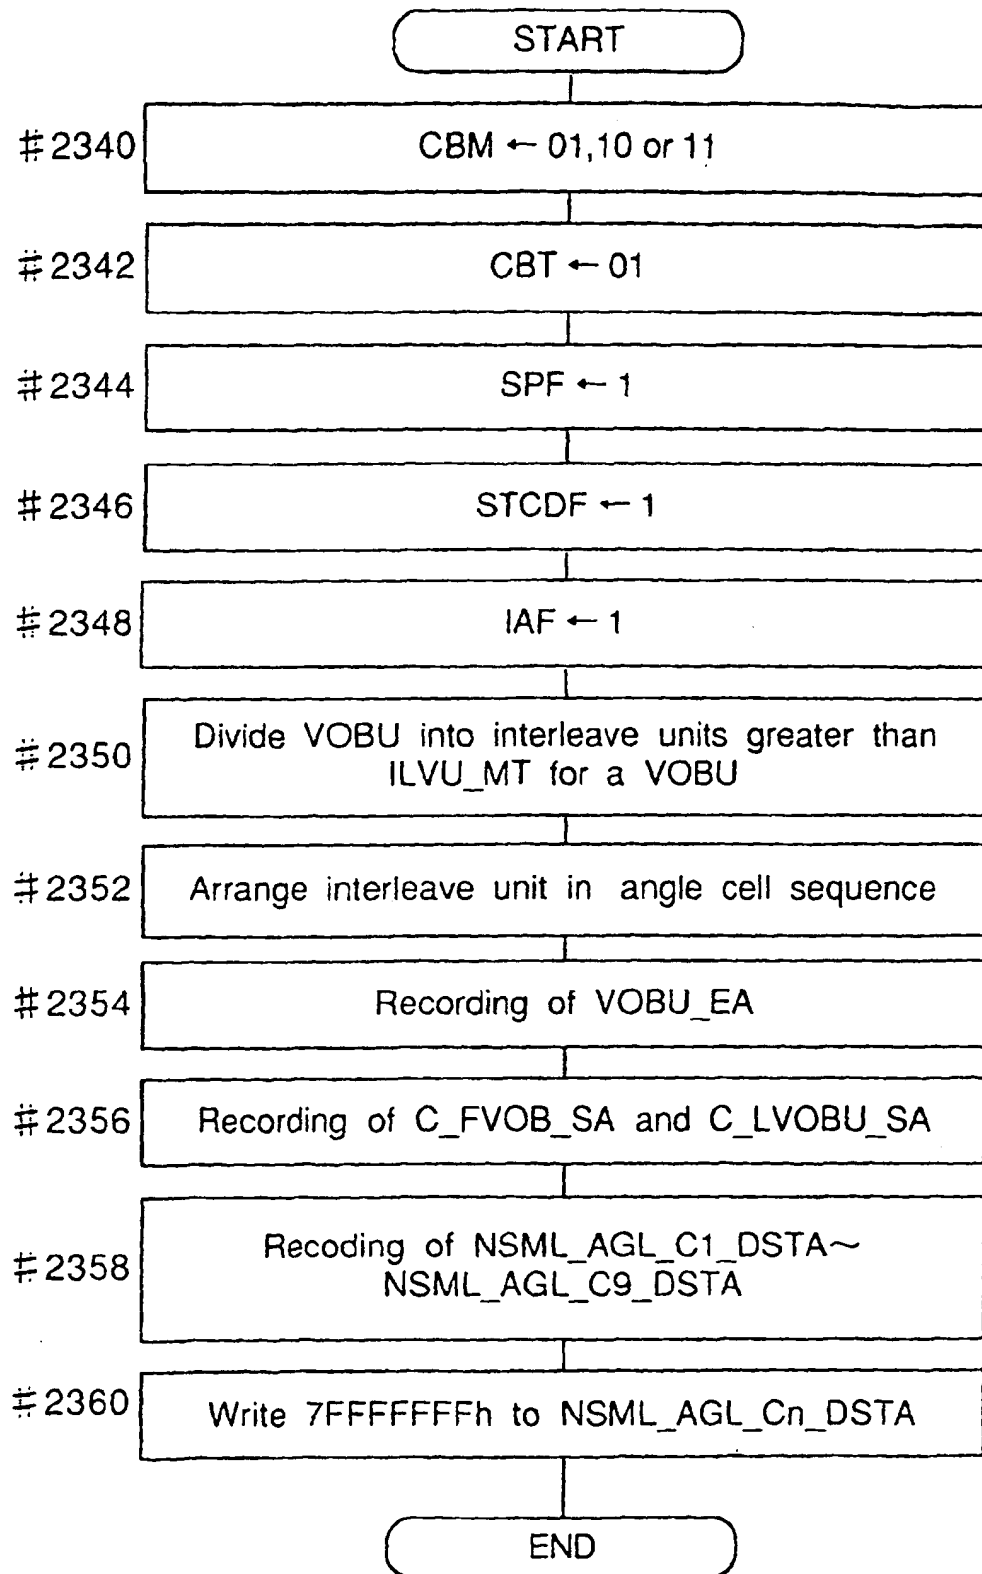 START
#2340 CBM ← 01,10 or 11
#2342 CBT ← 01
#2344 SPF ← 1
#2346 STCDF ← 1
#2348 IAF ← 1
#2350 Divide VOBU into interleave units greater than
ILVU_MT for a VOBU
#2352 Arrange interleave unit in angle cell sequence
#2354 Recording of VOBU_EA
#2356 Recording of C_FVOB_SA and C_LVOBU_SA
#2358 Recoding of NSML_AGL_C1_DSTA~
NSML_AGL_C9_DSTA
#2360 Write 7FFFFFFFh to NSML_AGL_Cn_DSTA
END